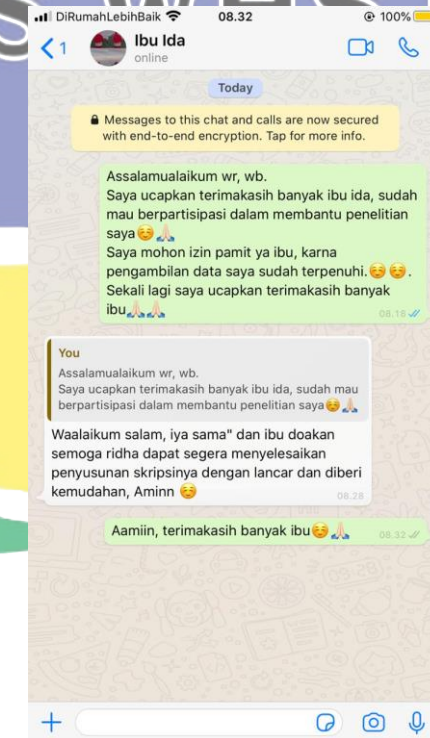 DiRumahLebihBaik 08.32 100%
1 Ibu Ida
online
Today
Messages to this chat and calls are now secured
with end-to-end encryption. Tap for more info.
Assalamualaikum wr, wb.
Saya ucapkan terimakasih banyak ibu ida, sudah
mau berpartisipasi dalam membantu penelitian
saya☺️🙏🏻
Saya mohon izin pamit ya ibu, karna
pengambilan data saya sudah terpenuhi.☺️☺️.
Sekali lagi saya ucapkan terimakasih banyak
ibu🙏🏻🙏🏻
08.16
You
Assalamualaikum wr, wb.
Saya ucapkan terimakasih banyak ibu ida, sudah mau
berpartisipasi dalam membantu penelitian saya☺️🙏🏻
Waalaikum salam, iya sama" dan ibu doakan
semoga ridha dapat segera menyelesaikan
penyusunan skripsinya dengan lancar dan diberi
kemudahan, Aminn ☺️
08.28
Aamiin, terimakasih banyak ibu☺️🙏🏻
08.32